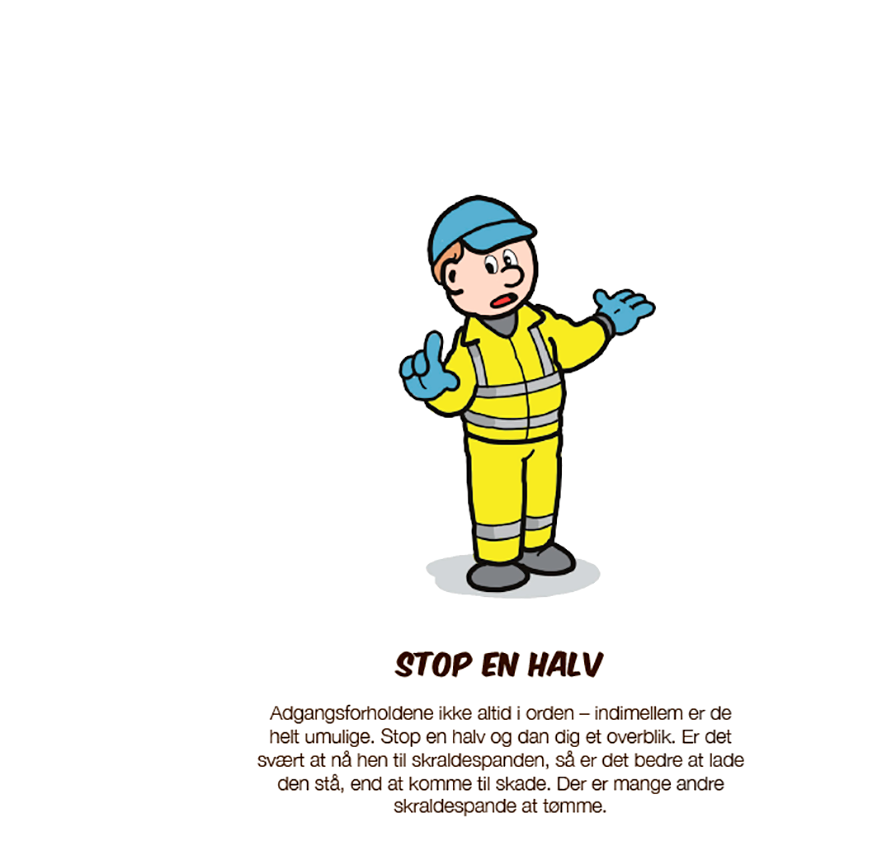 STOP EN HALV
Adgangsforholdene ikke altid i orden – indimellem er de
helt umulige. Stop en halv og dan dig et overblik. Er det
svært at nå hen til skraldespanden, så er det bedre at lade
den stå, end at komme til skade. Der er mange andre
skraldespande at tømme.